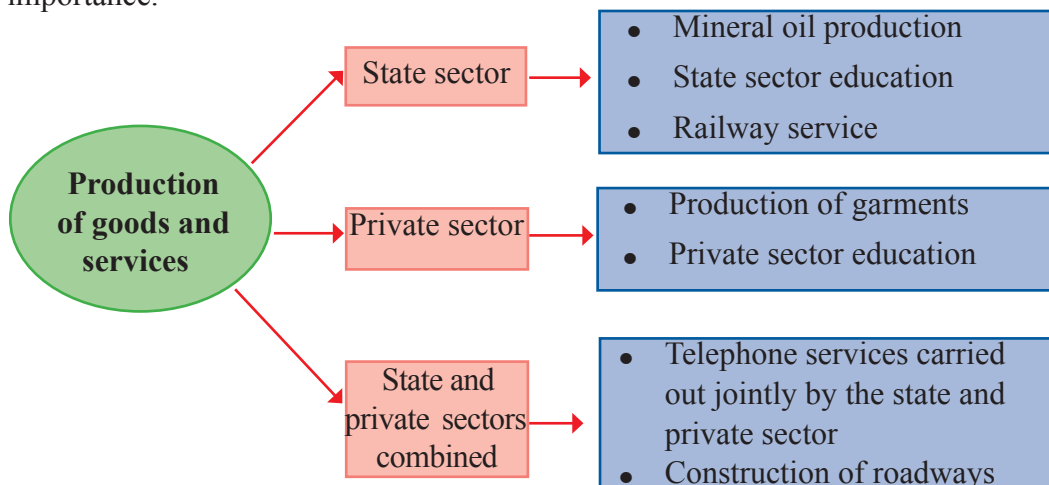 importance.
Production
of goods and
services
State sector
• Mineral oil production
• State sector education
• Railway service
Private sector
• Production of garments
• Private sector education
State and
private sectors
combined
• Telephone services carried
out jointly by the state and
private sector
• Construction of roadways